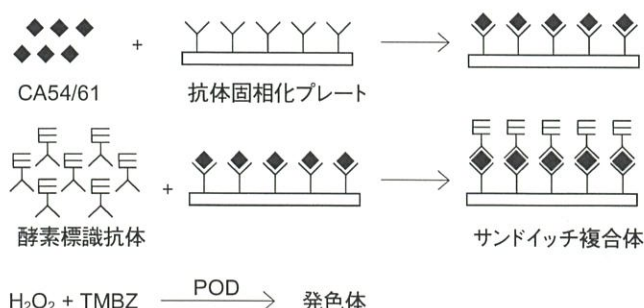 CA54/61
+
抗体固相化プレート
酵素標識抗体
+
サンドイッチ複合体
H₂O₂ + TMBZ
POD
発色体